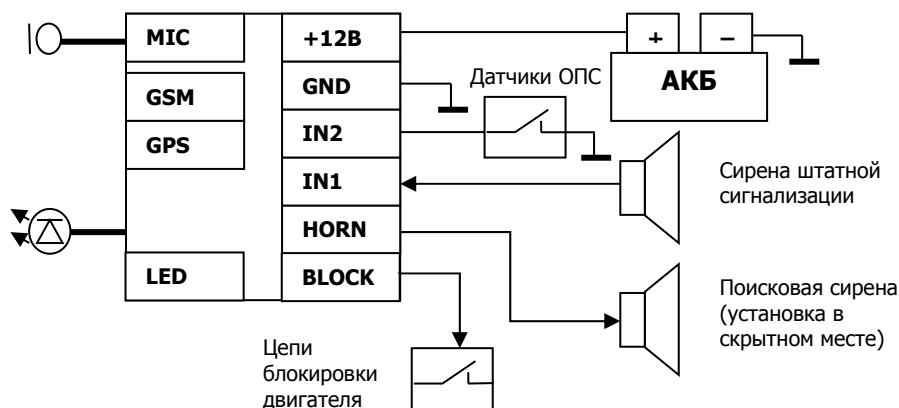 MIC
GSM
GPS
LED
+12В
GND
IN2
IN1
HORN
BLOCK
Датчики ОПС
+
−
АКБ
Сирена штатной
сигнализации
Поисковая сирена
(установка в
скрытном месте)
Цепи
блокировки
двигателя